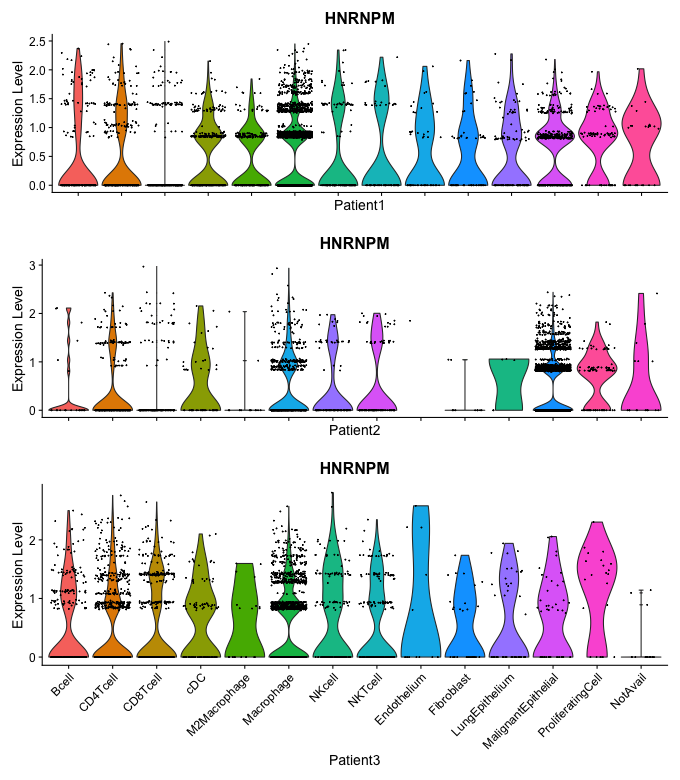 HNRNPM
Expression Level
2.5
2.0
1.5
1.0
0.5
0.0
Patient1
HNRNPM
Expression Level
3
2
1
0
Patient2
HNRNPM
Expression Level
2
1
0
Bcell
CD4Tcell
CD8Tcell
cDC
M2Macrophage
Macrophage
NKcell
NKTcell
Endothelium
Fibroblast
LungEpithelium
MalignantEpithelial
ProliferatingCell
NotAvail
Patient3